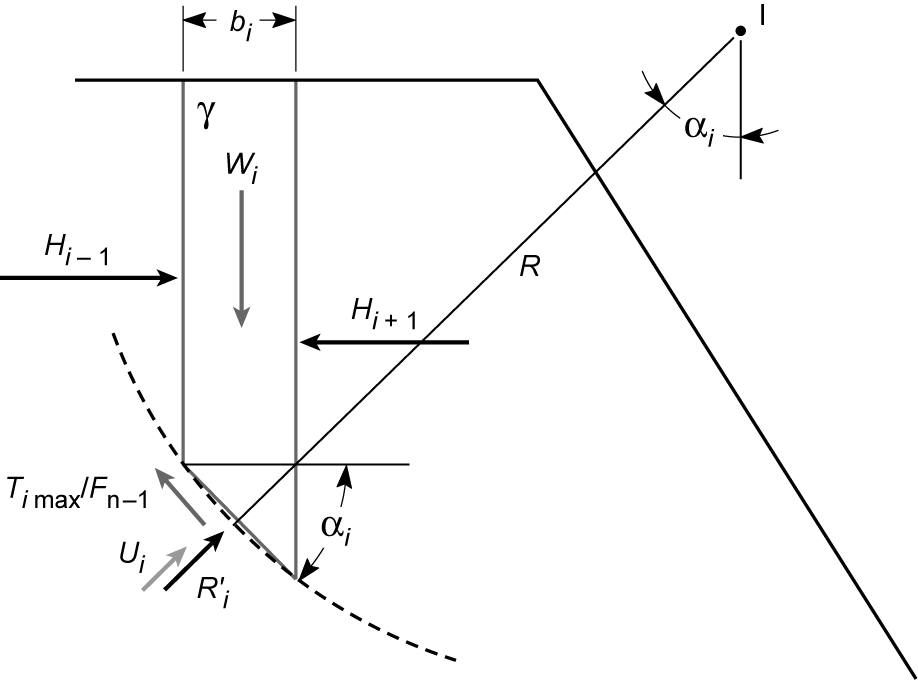 b_i
I
γ
α_i
W_i
H_{i – 1}
R
H_{i + 1}
T_{i max}/F_{n–1}
α_i
U_i
R'_i